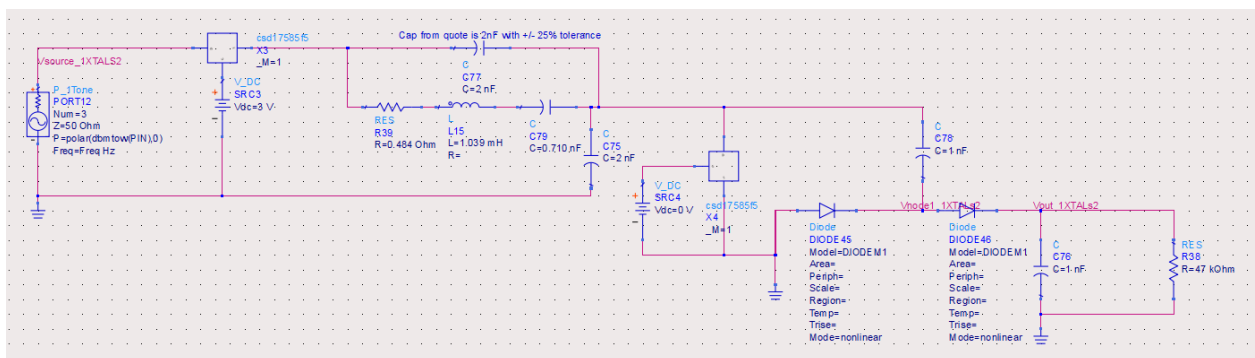 Vsource_1XTALS2
P_1Tone
PORT12
Num=3
Z=50 Ohm
P=polar(dbmtow(PIN),0)
Freq=Freq Hz
csd17585f5
X3
_M=1
V_DC
SRC3
Vdc=3 V
Cap from quote is 2nF with +/- 25% tolerance
C
C77
C=2 nF
RES
R39
R=0.484 Ohm
L
L15
L=1.039 mH
R=
C
C79
C=0.710 nF
C
C75
C=2 nF
V_DC
SRC4
Vdc=0 V
csd17585f5
X4
_M=1
C
C78
C=1 nF
Vnode1_1XTALs2
Vout_1XTALs2
Diode
DIODE45
Model=DIODEM1
Area=
Periph=
Scale=
Region=
Temp=
Trise=
Mode=nonlinear
Diode
DIODE46
Model=DIODEM1
Area=
Periph=
Scale=
Region=
Temp=
Trise=
Mode=nonlinear
C
C76
C=1 nF
RES
R38
R=47 kOhm